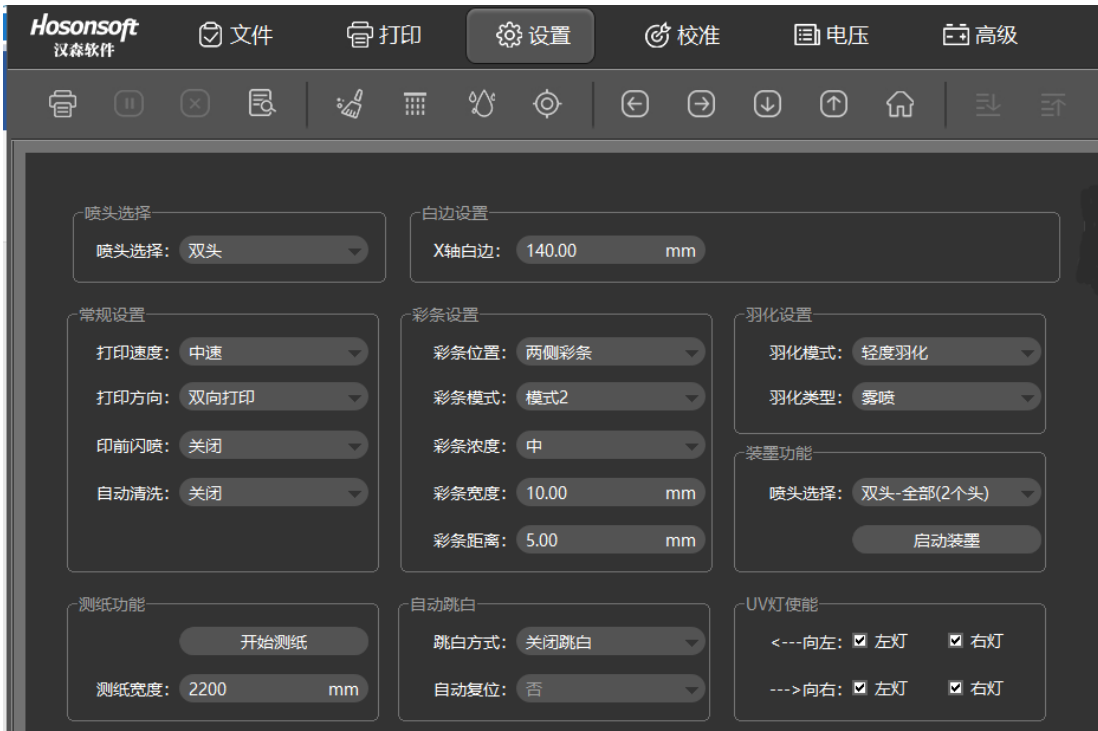 Hosonsoft
汉森软件
文件
打印
设置
校准
电压
高级
喷头选择
喷头选择: 双头
白边设置
X轴白边: 140.00 mm
常规设置
打印速度: 中速
打印方向: 双向打印
印前闪喷: 关闭
自动清洗: 关闭
彩条设置
彩条位置: 两侧彩条
彩条模式: 模式2
彩条浓度: 中
彩条宽度: 10.00 mm
彩条距离: 5.00 mm
羽化设置
羽化模式: 轻度羽化
羽化类型: 雾喷
装墨功能
喷头选择: 双头-全部(2个头)
启动装墨
测纸功能
开始测纸
测纸宽度: 2200 mm
自动跳白
跳白方式: 关闭跳白
自动复位: 否
UV灯使能
<---向左: 左灯 右灯
--->向右: 左灯 右灯